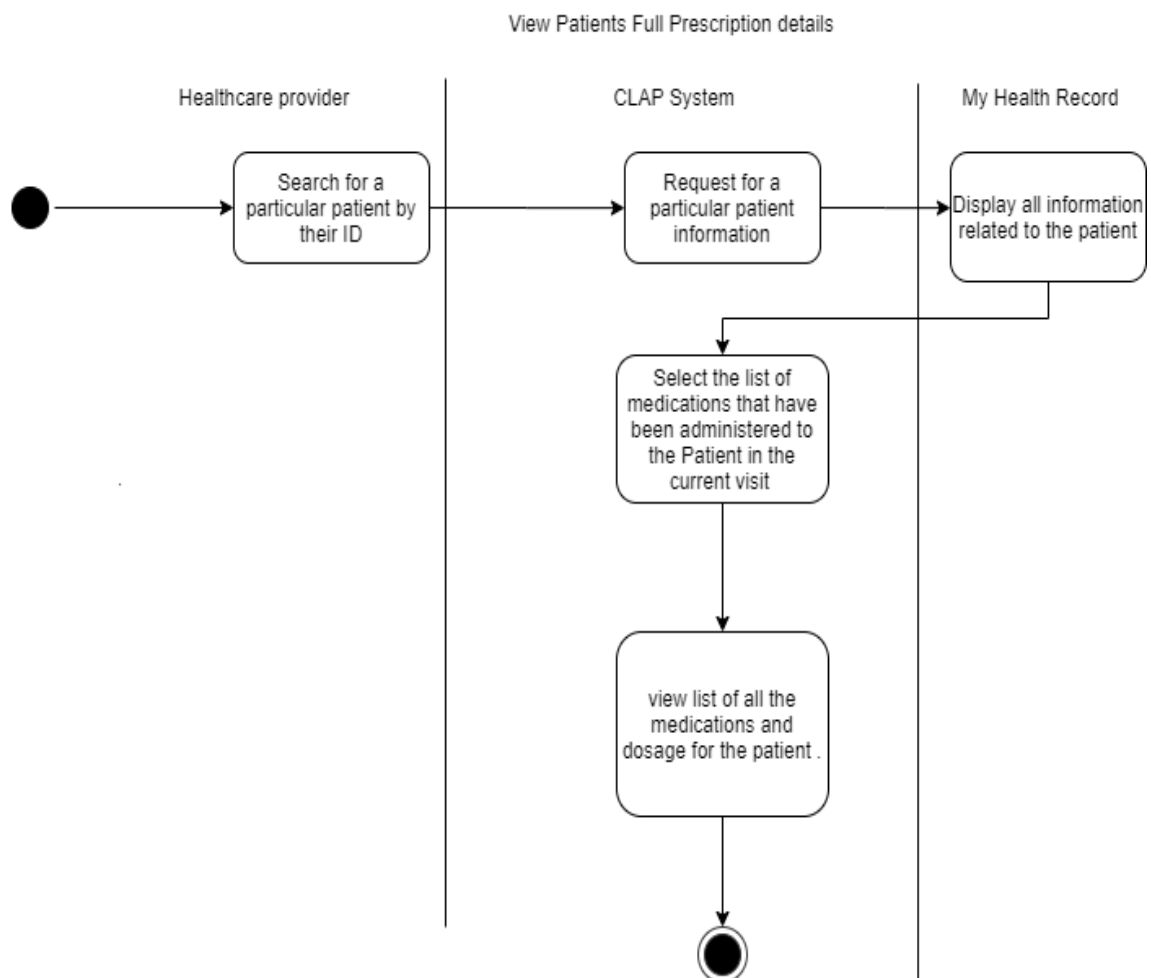 View Patients Full Prescription details
Healthcare provider
CLAP System
My Health Record
Search for a
particular patient by
their ID
Request for a
particular patient
information
Display all information
related to the patient
Select the list of
medications that have
been administered to
the Patient in the
current visit
view list of all the
medications and
dosage for the patient .